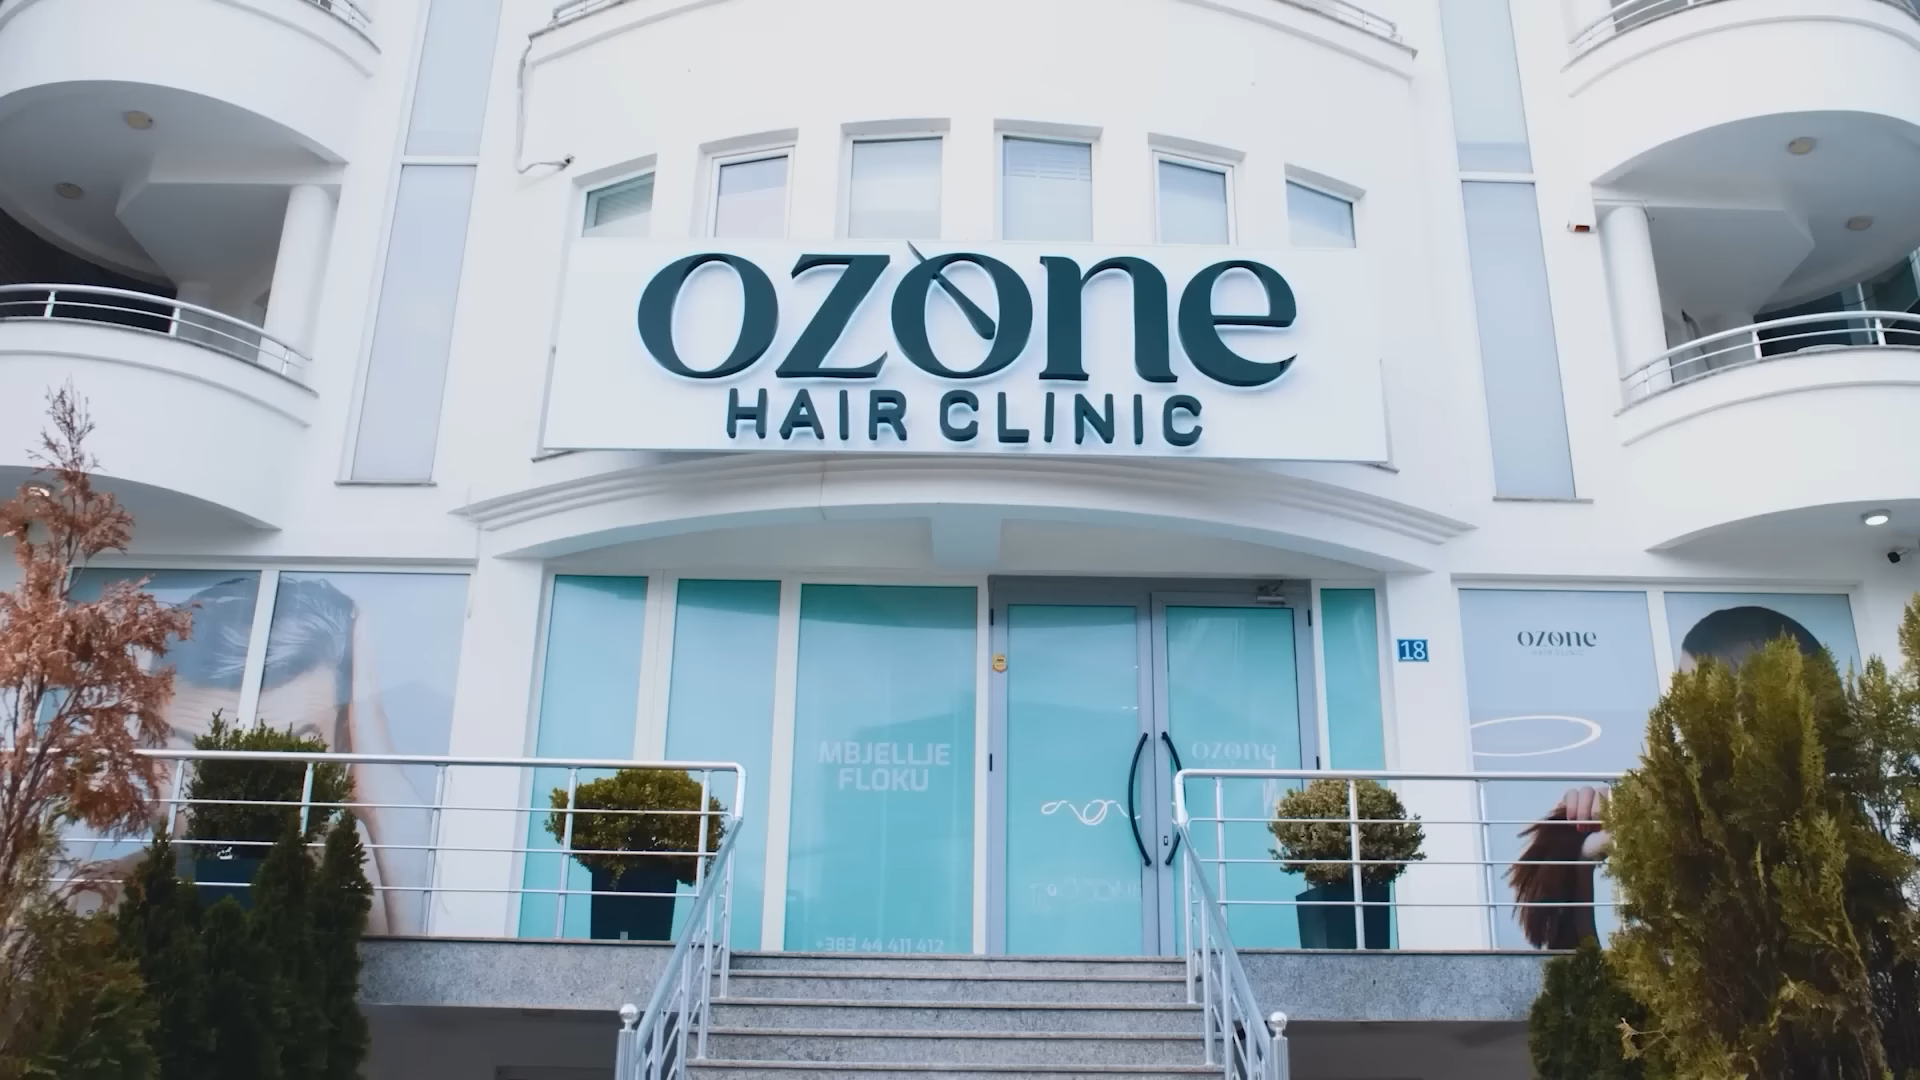 ozone
HAIR CLINIC
18
ozone
HAIR CLINIC
MBJELLJE
FLOKU
ozone
+383 44 411 412